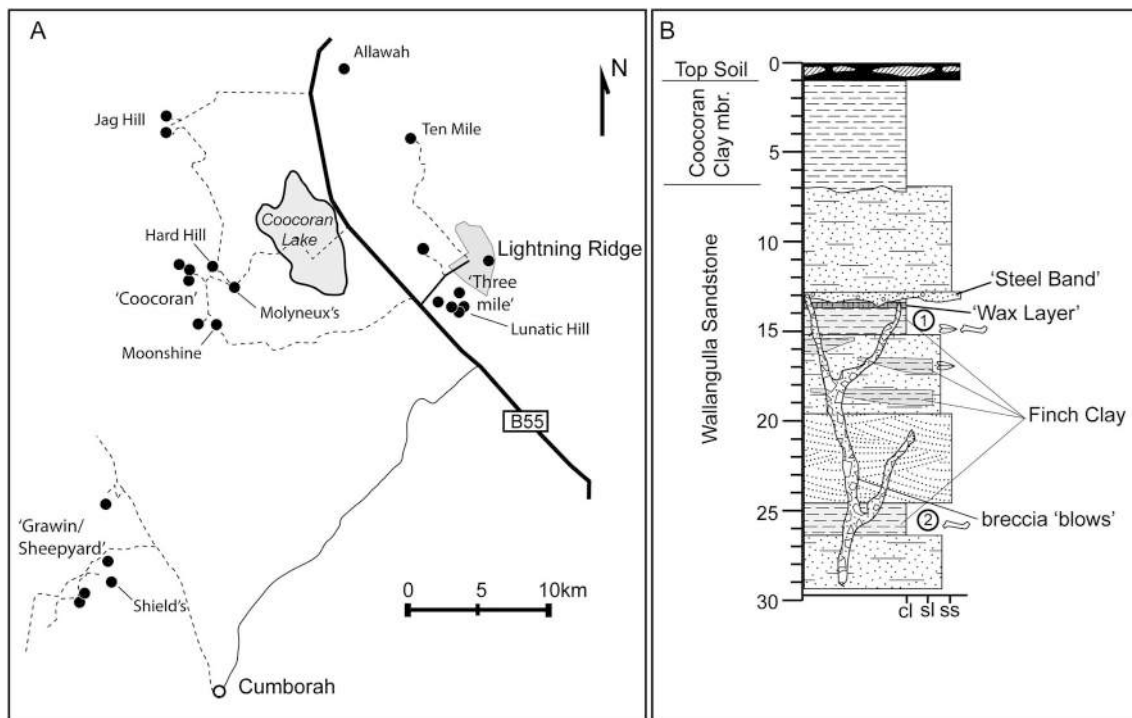 A
Allawah
N
Jag Hill
Ten Mile
Coocoran
Lake
Hard Hill
Lightning Ridge
'Three
mile'
'Coocoran'
Molyneux's
Lunatic Hill
Moonshine
B55
'Grawin/
Sheepyard'
Shield's
0 5 10km
Cumborah
B
0
Top Soil
Coocoran
Clay mbr.
5
10
Wallangulla Sandstone
'Steel Band'
'Wax Layer'
1
15
20
Finch Clay
25
2
breccia 'blows'
30
cl sl ss